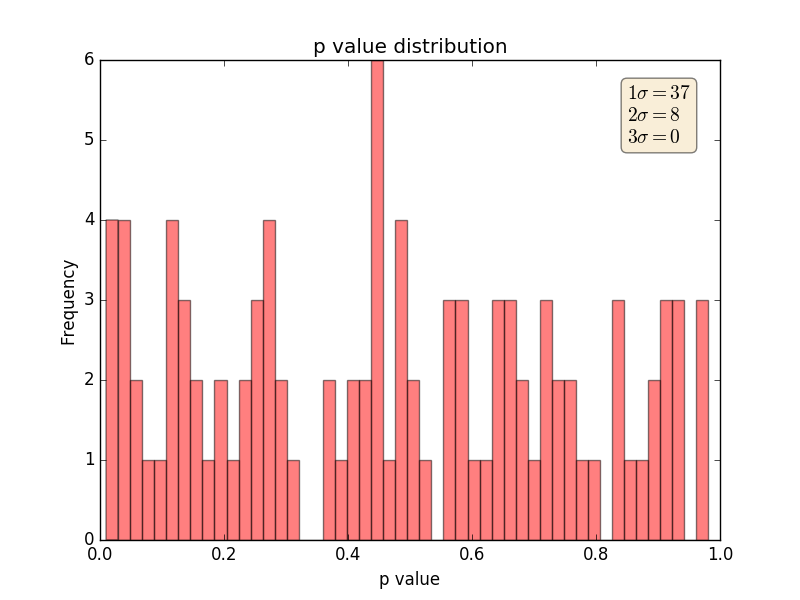 p value distribution
6
5
4
3
2
1
0
Frequency
1σ = 37
2σ = 8
3σ = 0
0.0 0.2 0.4 0.6 0.8 1.0
p value